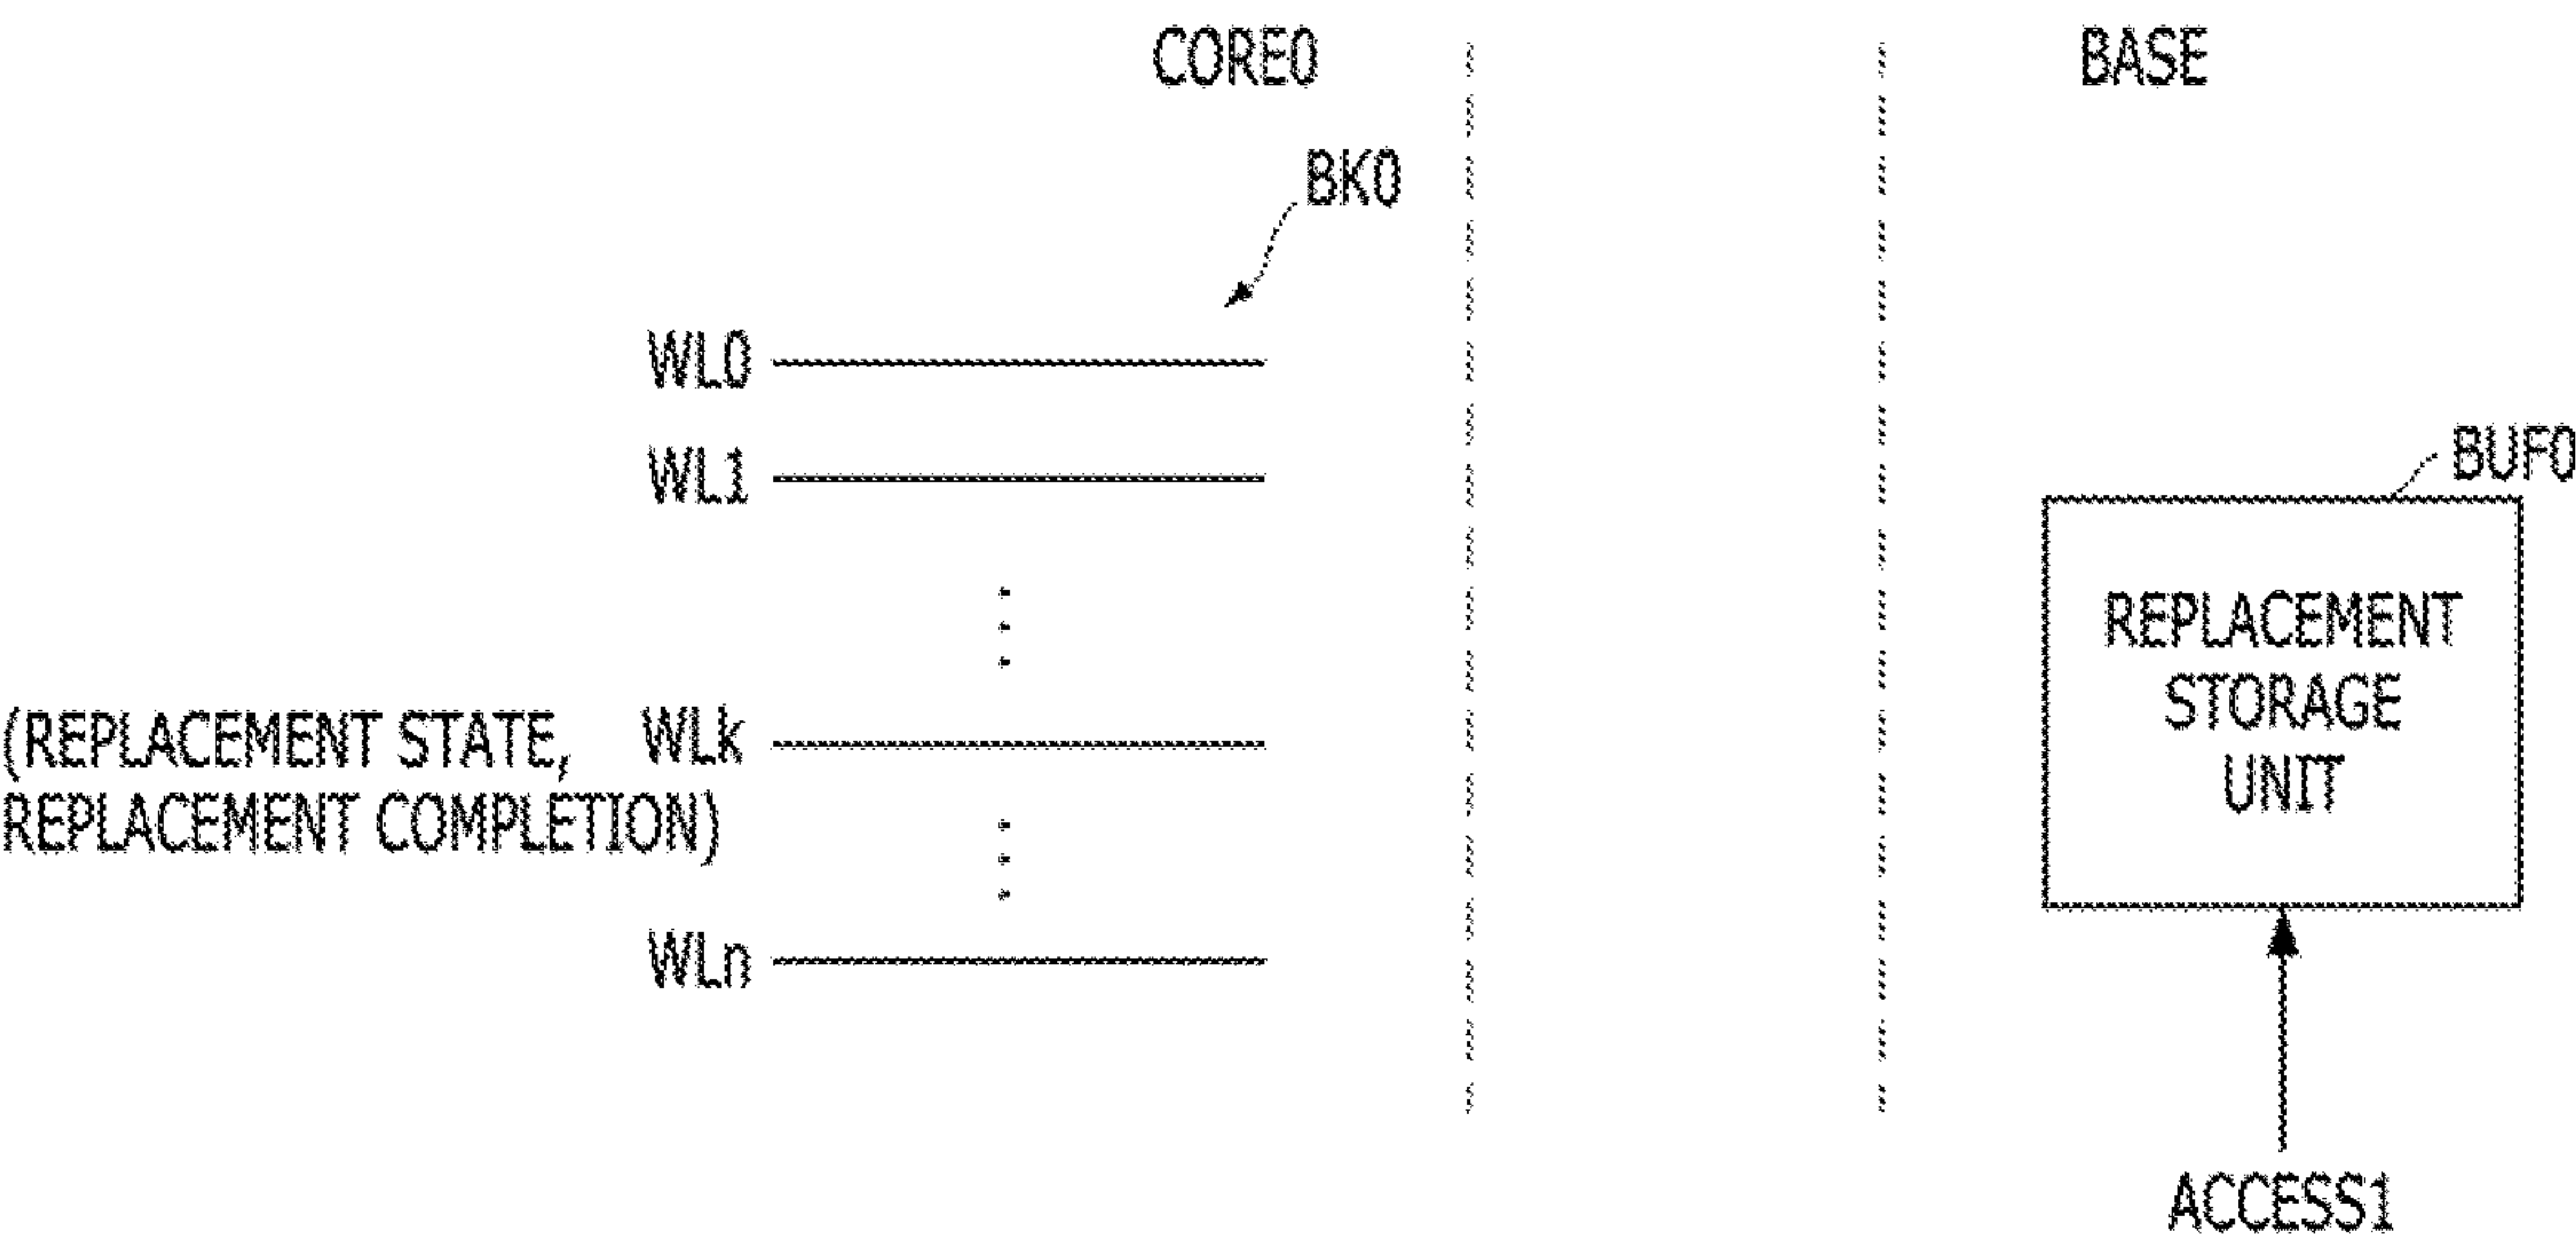 CORE0
BASE
BK0
WL0
WL1
BUF0
REPLACEMENT
STORAGE
UNIT
(REPLACEMENT STATE, WLk
REPLACEMENT COMPLETION)
WLn
ACCESS1